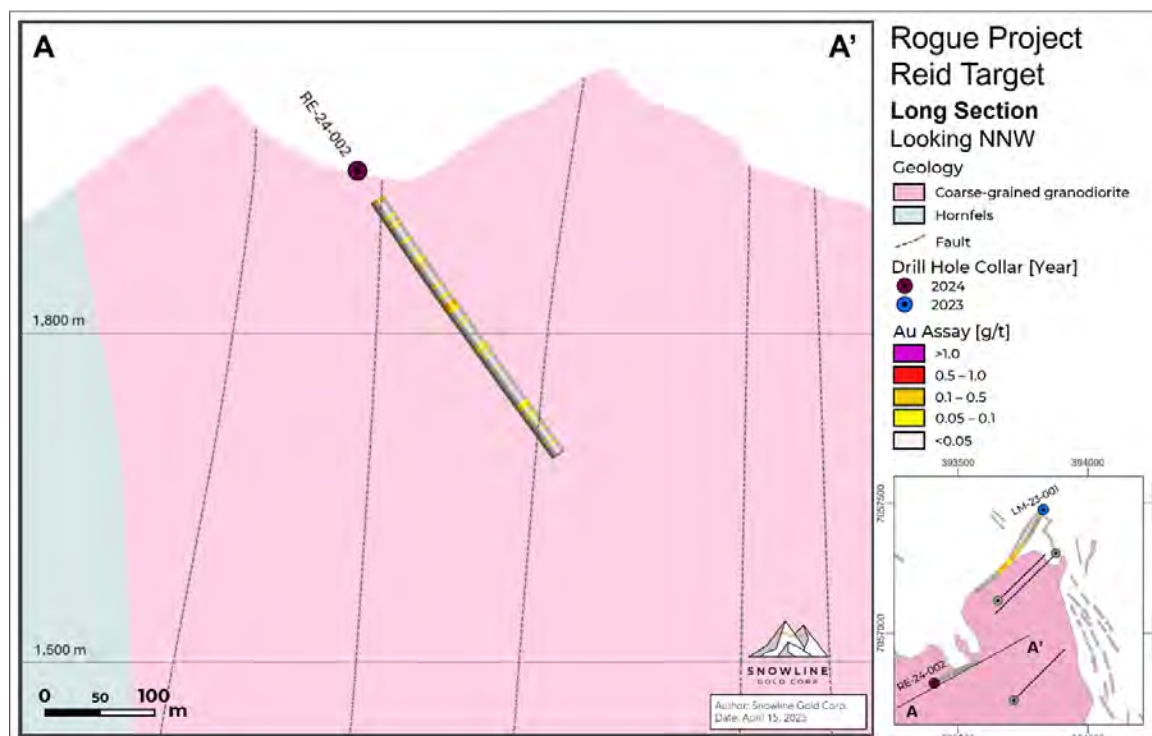 A
A'
RE-24-002
1,800 m
1,500 m
0 50 100
m
SNOWLINE
GOLD CORP.
Author: Snowline Gold Corp.
Date: April 15, 2025
Rogue Project
Reid Target
Long Section
Looking NNW
Geology
Coarse-grained granodiorite
Hornfels
Fault
Drill Hole Collar [Year]
2024
2023
Au Assay [g/t]
>1.0
0.5 – 1.0
0.1 – 0.5
0.05 – 0.1
<0.05
393500
394000
7057500
7057000
LM-23-001
RE-24-002
A'
A